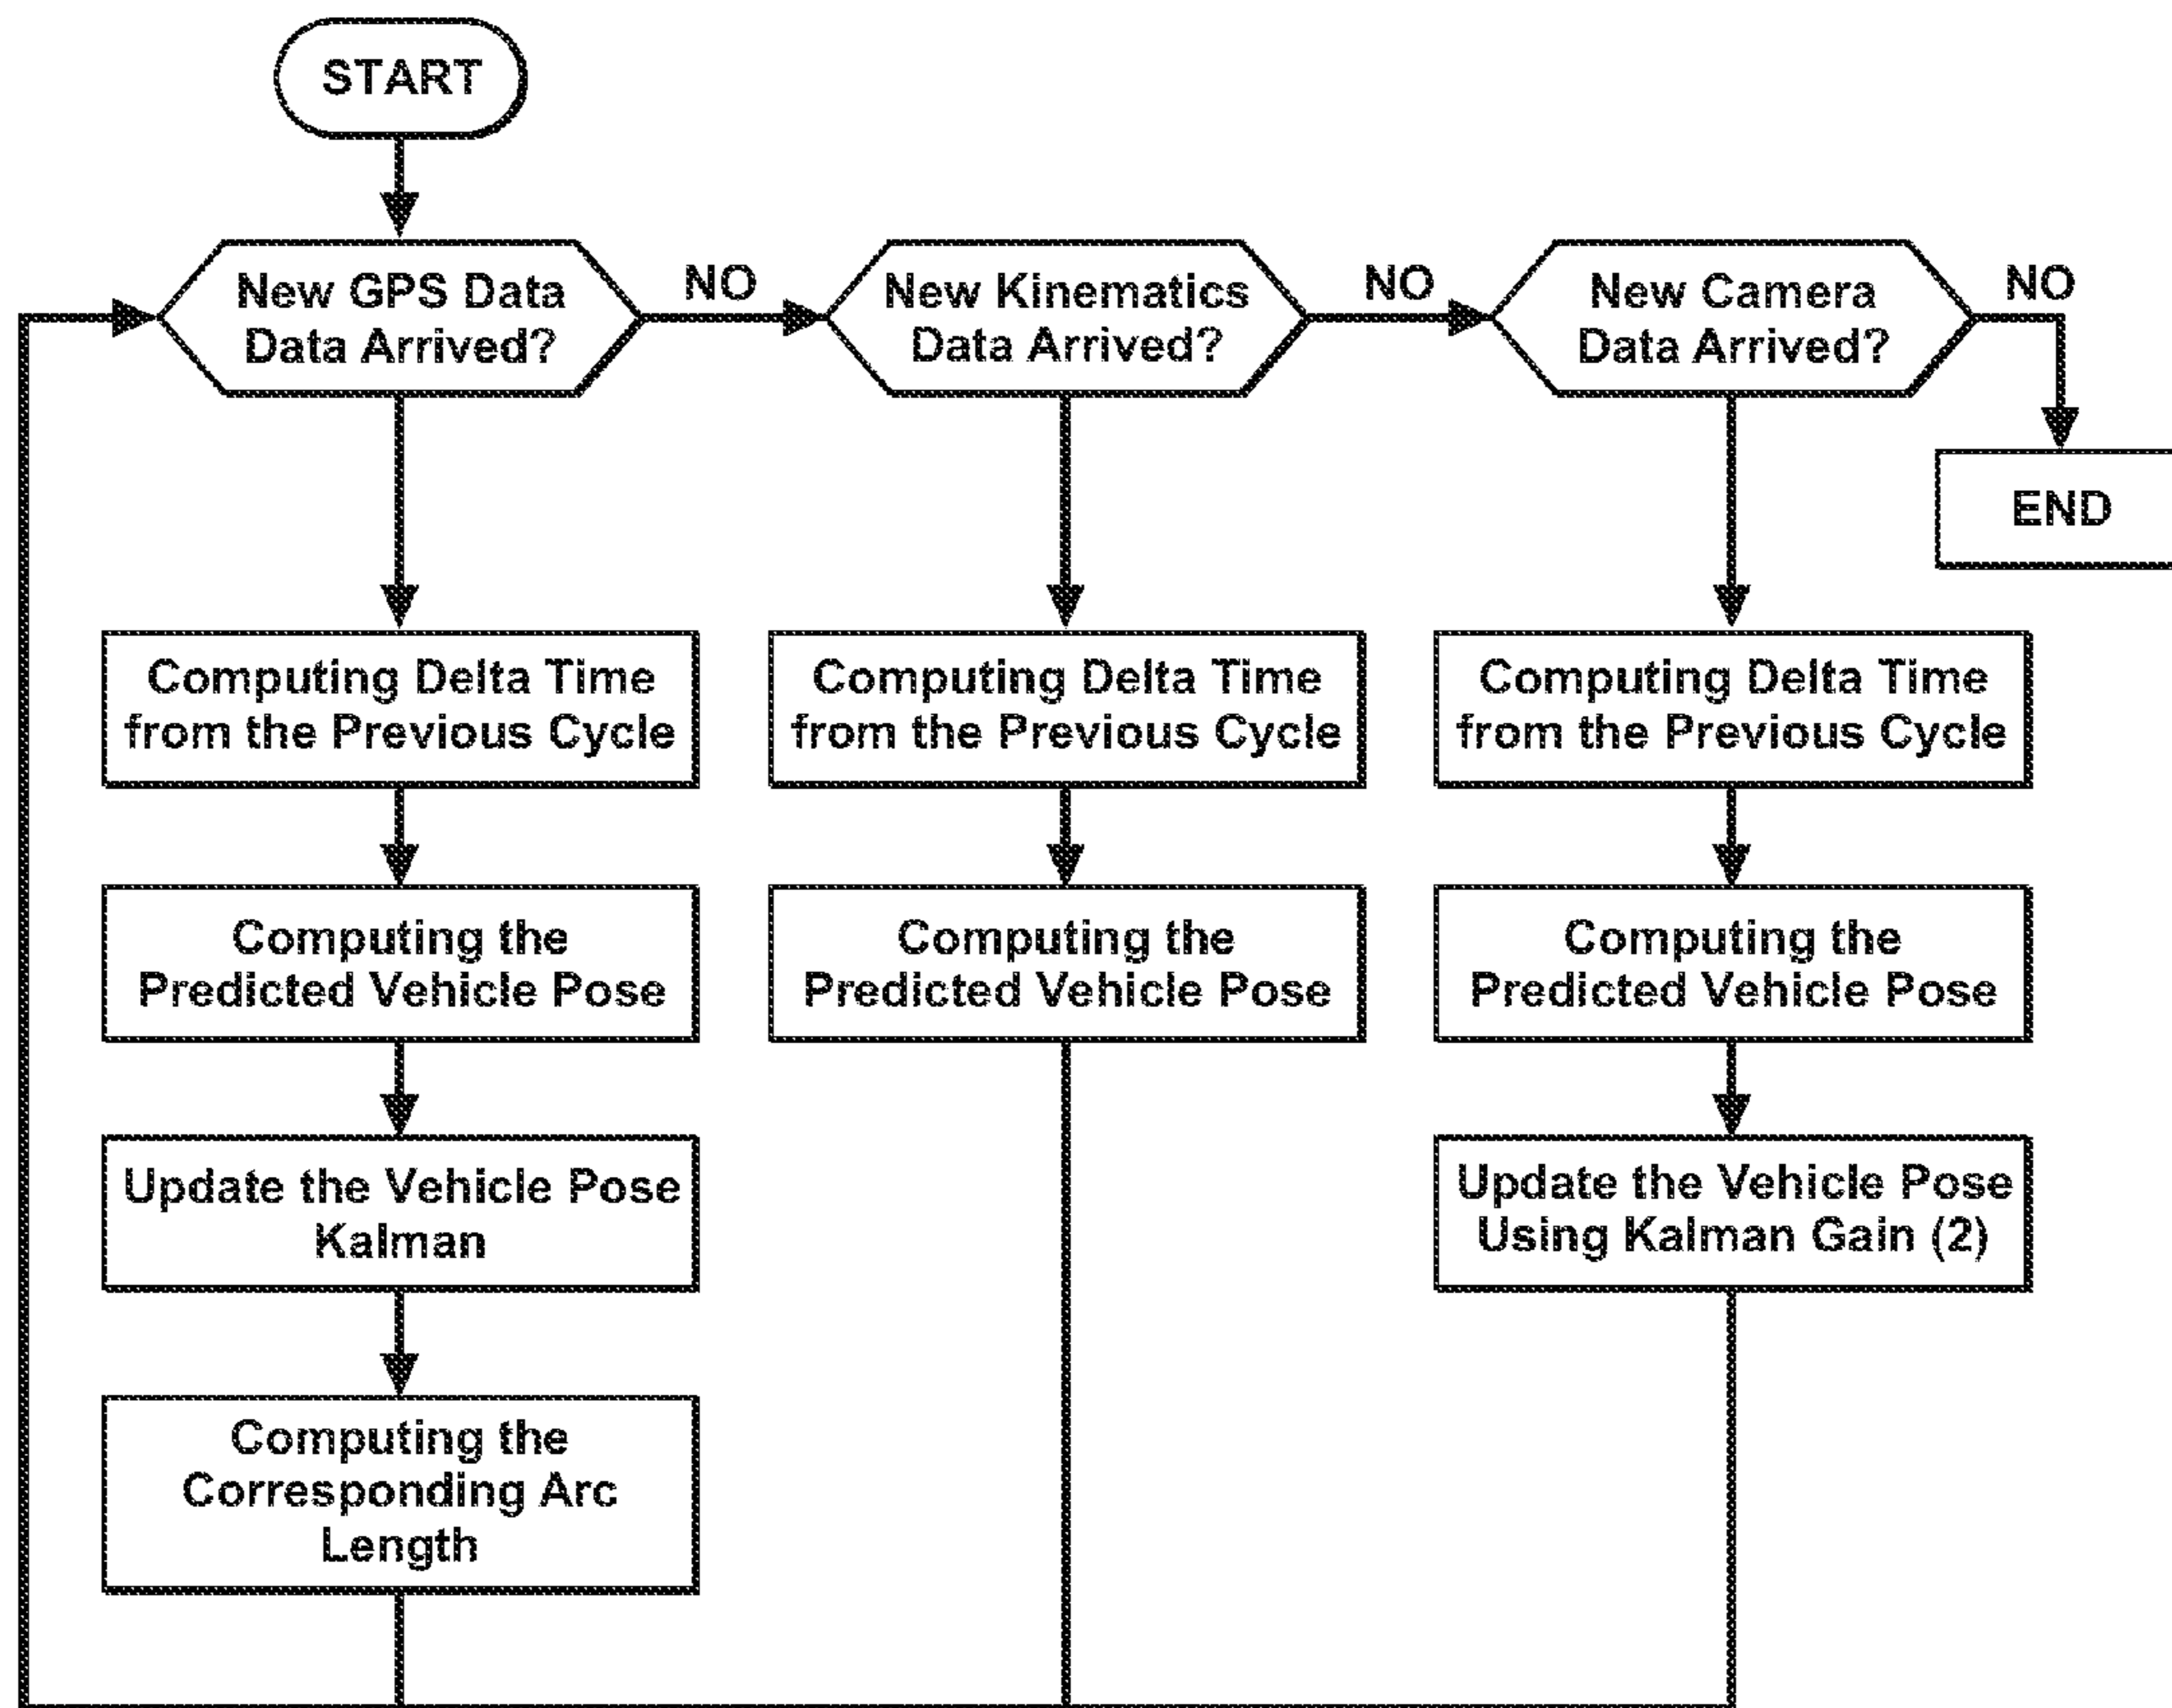 START
New GPS Data
Data Arrived?
NO
New Kinematics
Data Arrived?
NO
New Camera
Data Arrived?
NO
END
Computing Delta Time
from the Previous Cycle
Computing Delta Time
from the Previous Cycle
Computing Delta Time
from the Previous Cycle
Computing the
Predicted Vehicle Pose
Computing the
Predicted Vehicle Pose
Computing the
Predicted Vehicle Pose
Update the Vehicle Pose
Kalman
Update the Vehicle Pose
Using Kalman Gain (2)
Computing the
Corresponding Arc
Length